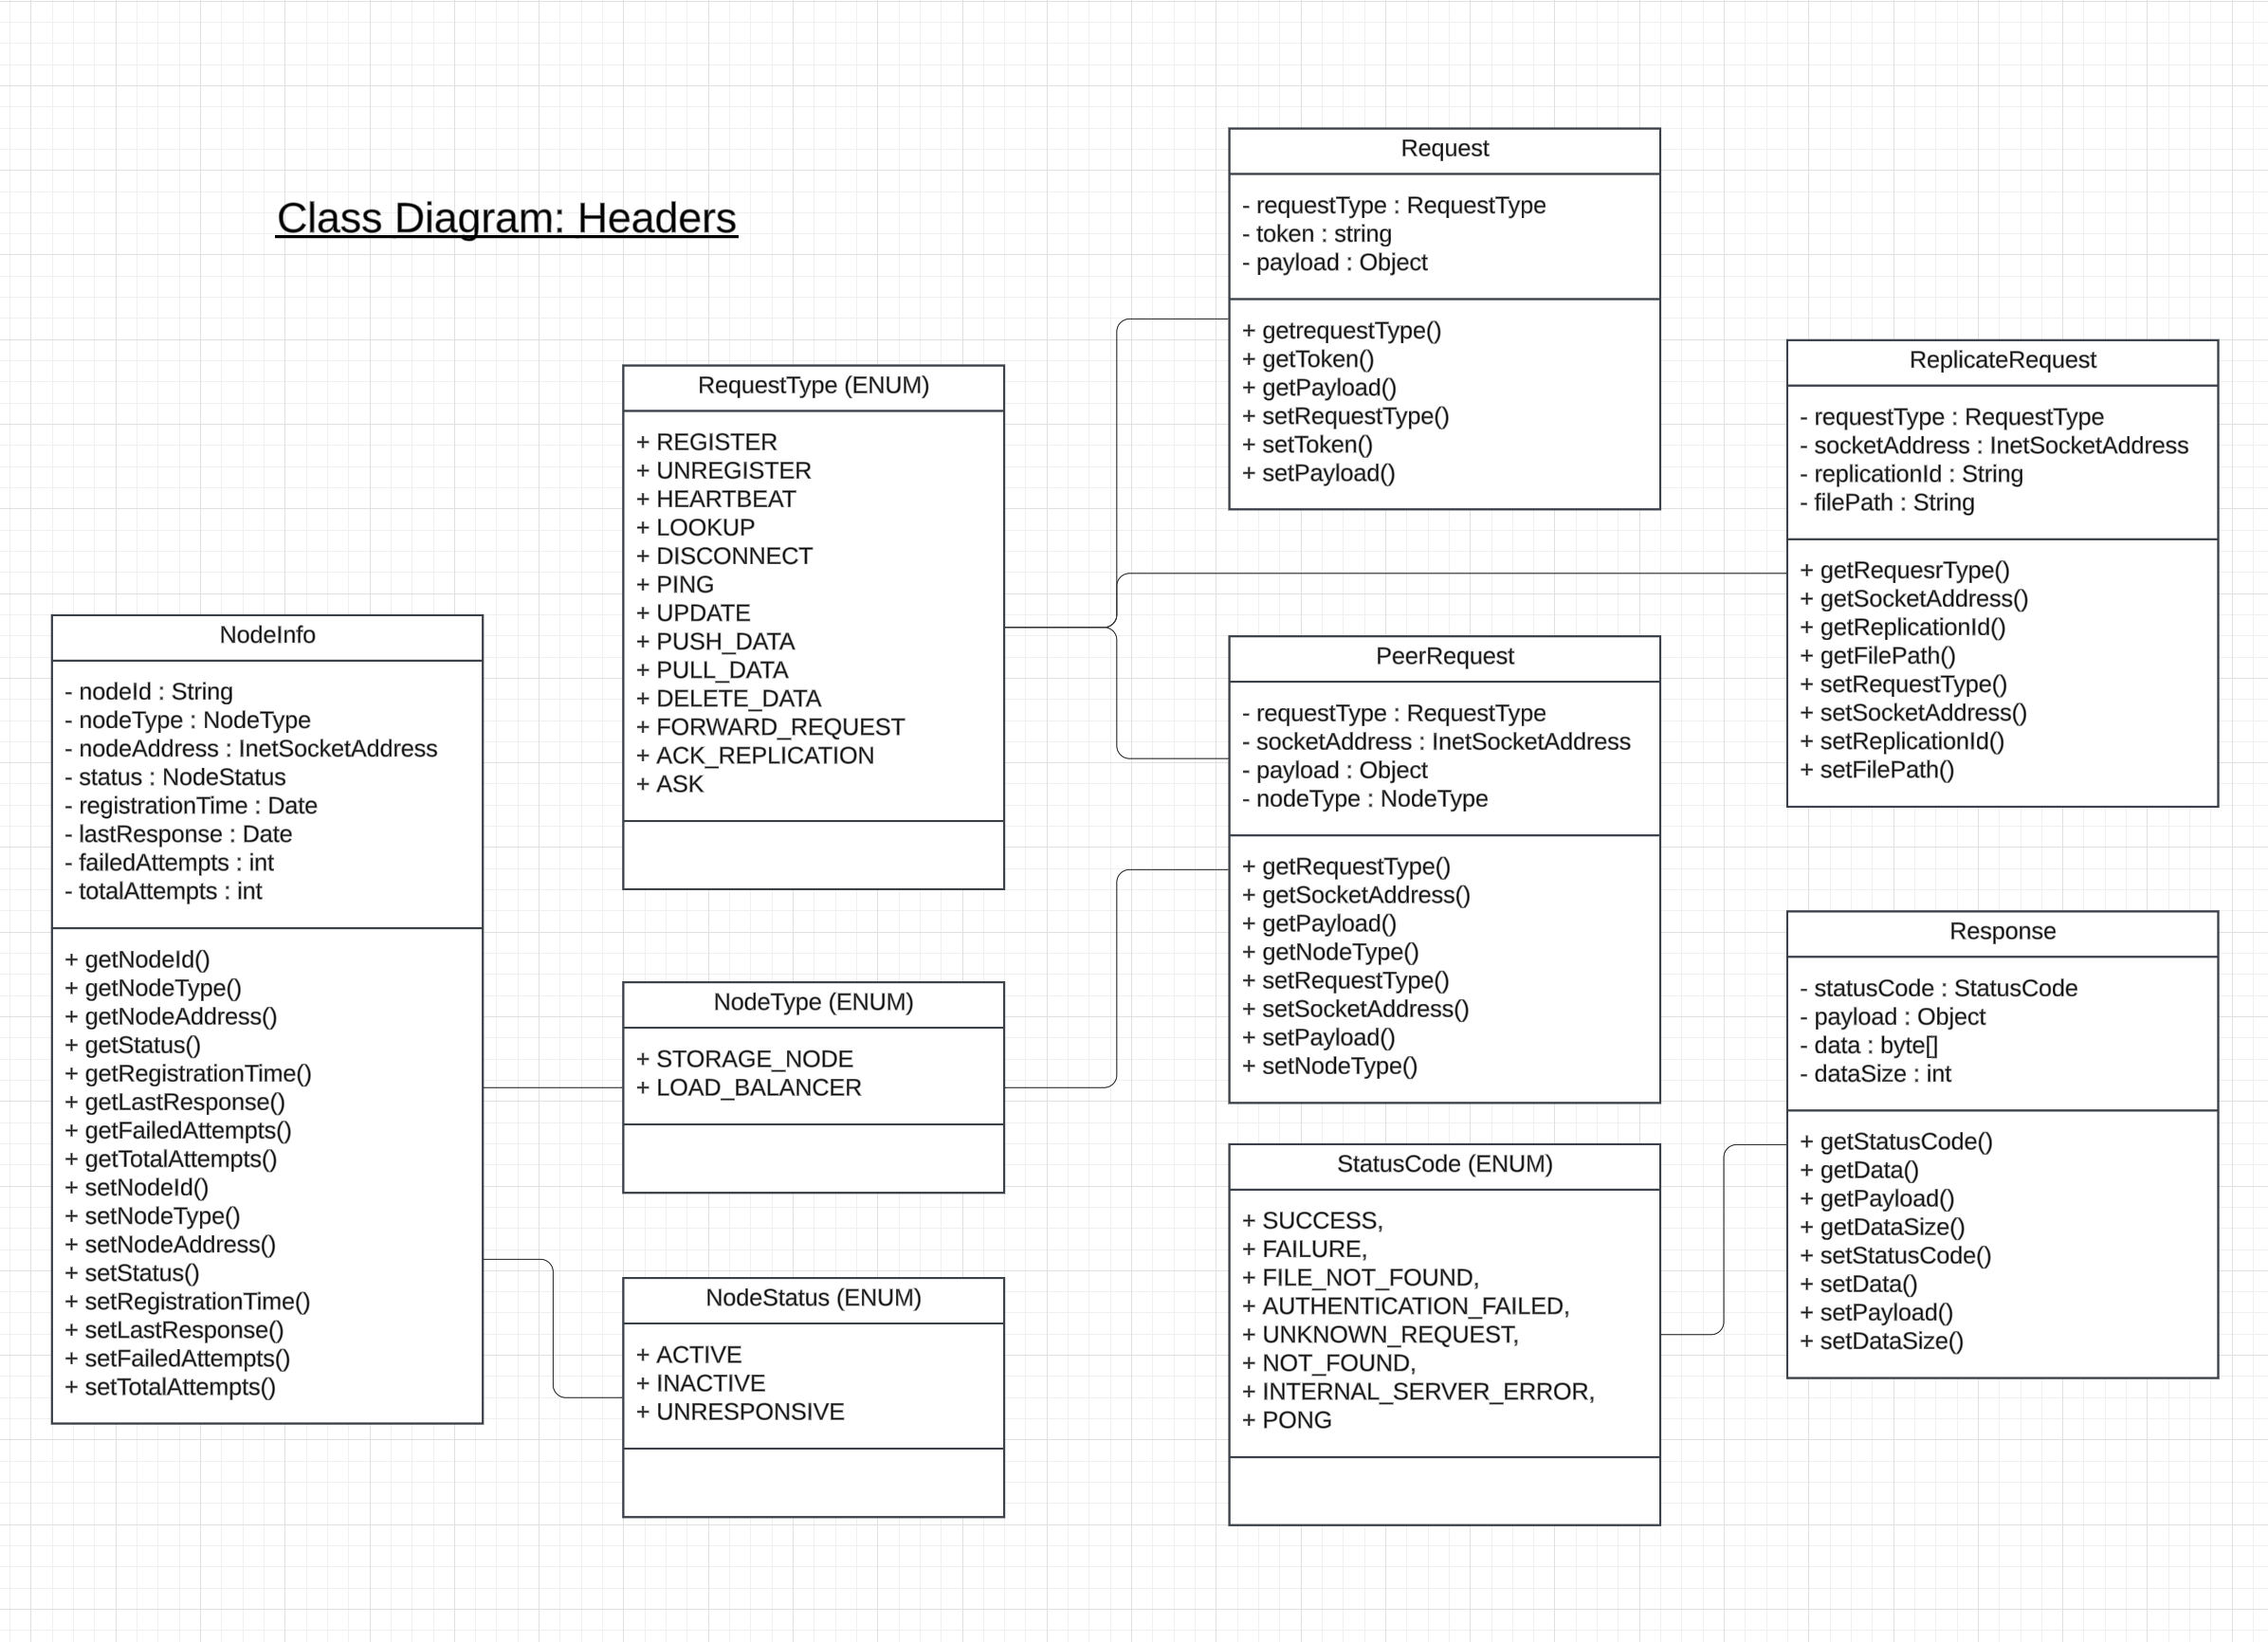 Class Diagram: Headers
NodeInfo
- nodeId : String
- nodeType : NodeType
- nodeAddress : InetSocketAddress
- status : NodeStatus
- registrationTime : Date
- lastResponse : Date
- failedAttempts : int
- totalAttempts : int
+ getNodeId()
+ getNodeType()
+ getNodeAddress()
+ getStatus()
+ getRegistrationTime()
+ getLastResponse()
+ getFailedAttempts()
+ getTotalAttempts()
+ setNodeId()
+ setNodeType()
+ setNodeAddress()
+ setStatus()
+ setRegistrationTime()
+ setLastResponse()
+ setFailedAttempts()
+ setTotalAttempts()
RequestType (ENUM)
+ REGISTER
+ UNREGISTER
+ HEARTBEAT
+ LOOKUP
+ DISCONNECT
+ PING
+ UPDATE
+ PUSH_DATA
+ PULL_DATA
+ DELETE_DATA
+ FORWARD_REQUEST
+ ACK_REPLICATION
+ ASK
NodeType (ENUM)
+ STORAGE_NODE
+ LOAD_BALANCER
NodeStatus (ENUM)
+ ACTIVE
+ INACTIVE
+ UNRESPONSIVE
Request
- requestType : RequestType
- token : string
- payload : Object
+ getrequestType()
+ getToken()
+ getPayload()
+ setRequestType()
+ setToken()
+ setPayload()
PeerRequest
- requestType : RequestType
- socketAddress : InetSocketAddress
- payload : Object
- nodeType : NodeType
+ getRequestType()
+ getSocketAddress()
+ getPayload()
+ getNodeType()
+ setRequestType()
+ setSocketAddress()
+ setPayload()
+ setNodeType()
StatusCode (ENUM)
+ SUCCESS,
+ FAILURE,
+ FILE_NOT_FOUND,
+ AUTHENTICATION_FAILED,
+ UNKNOWN_REQUEST,
+ NOT_FOUND,
+ INTERNAL_SERVER_ERROR,
+ PONG
ReplicateRequest
- requestType : RequestType
- socketAddress : InetSocketAddress
- replicationId : String
- filePath : String
+ getRequesrType()
+ getSocketAddress()
+ getReplicationId()
+ getFilePath()
+ setRequestType()
+ setSocketAddress()
+ setReplicationId()
+ setFilePath()
Response
- statusCode : StatusCode
- payload : Object
- data : byte[]
- dataSize : int
+ getStatusCode()
+ getData()
+ getPayload()
+ getDataSize()
+ setStatusCode()
+ setData()
+ setPayload()
+ setDataSize()